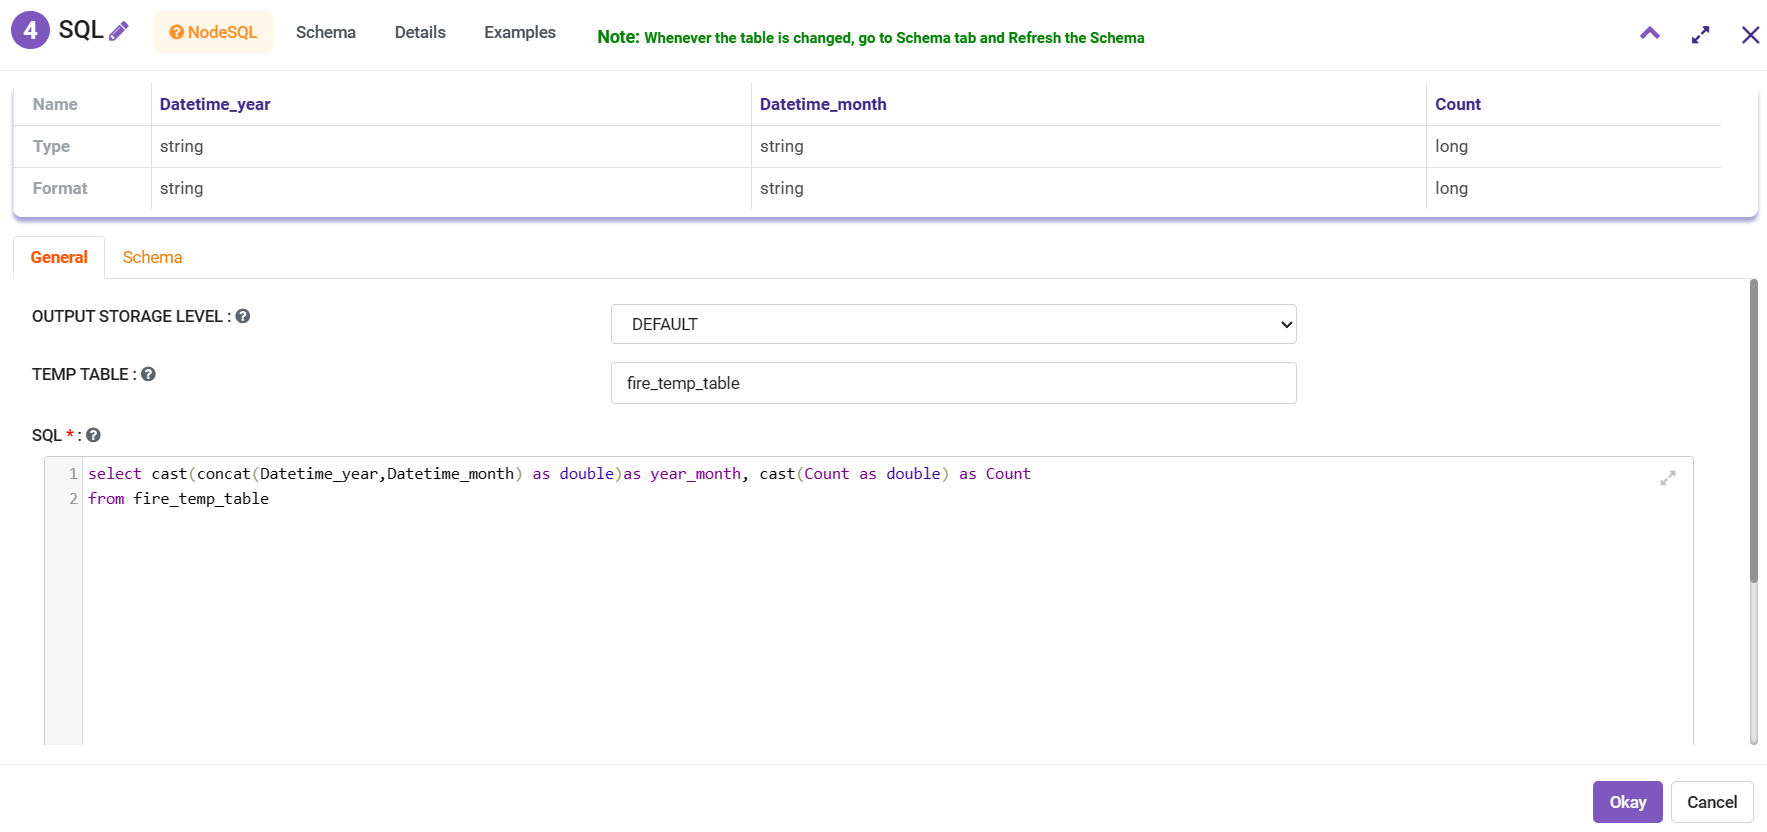 4 SQL NodeSQL Schema Details Examples Note: Whenever the table is changed, go to Schema tab and Refresh the Schema
Name Datetime_year Datetime_month Count
Type string string long
Format string string long
General Schema
OUTPUT STORAGE LEVEL : DEFAULT
TEMP TABLE : fire_temp_table
SQL * :
1 select cast(concat(Datetime_year,Datetime_month) as double)as year_month, cast(Count as double) as Count
2 from fire_temp_table
Okay Cancel